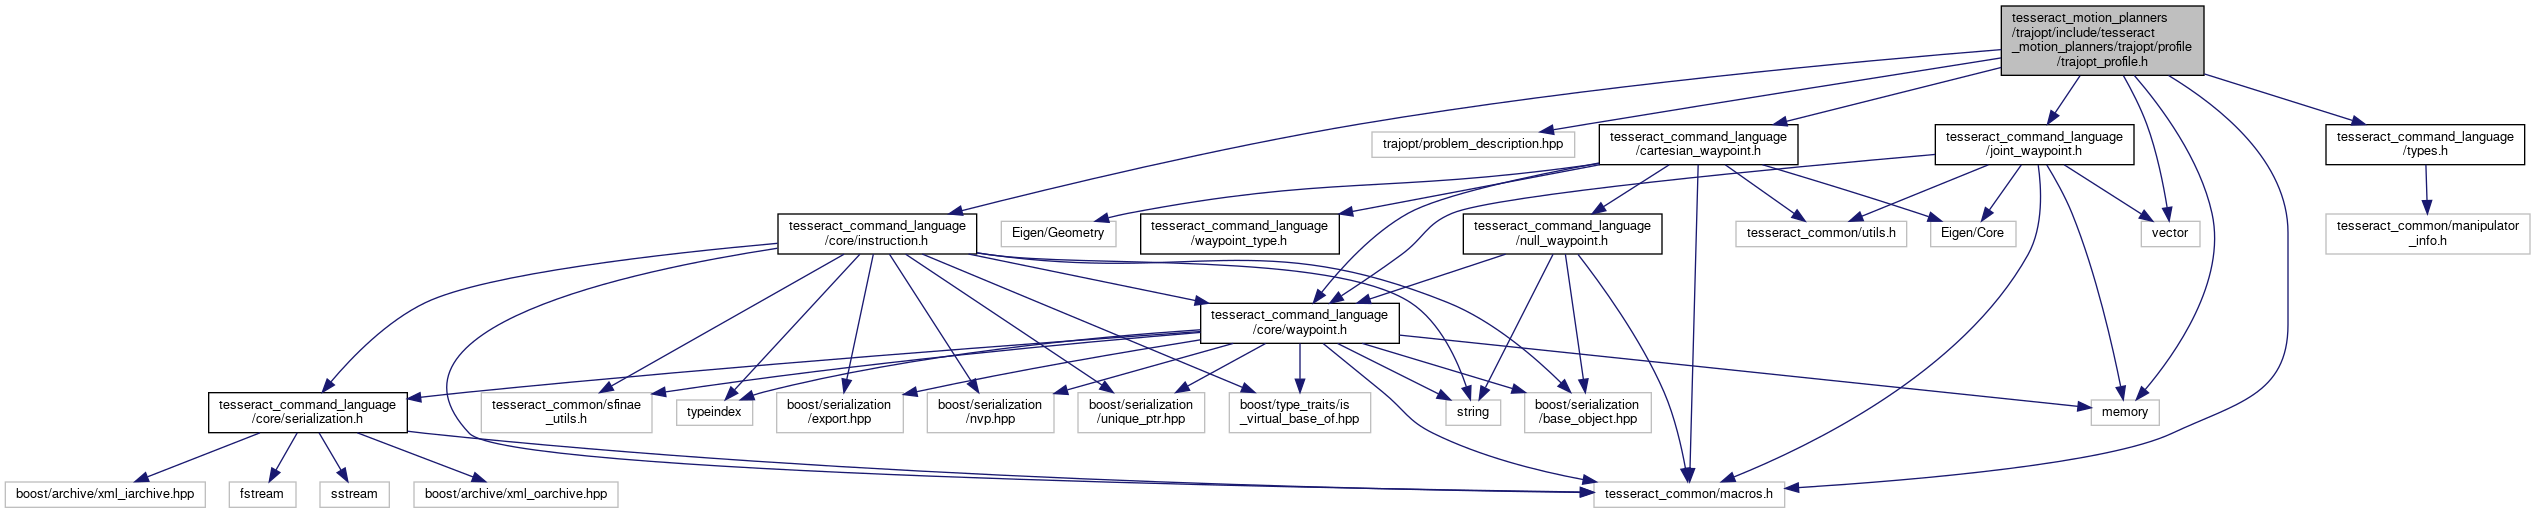 tesseract_motion_planners
/trajopt/include/tesseract
_motion_planners/trajopt/profile
/trajopt_profile.h
trajopt/problem_description.hpp
tesseract_command_language
/cartesian_waypoint.h
tesseract_command_language
/joint_waypoint.h
tesseract_command_language
/types.h
tesseract_command_language
/core/instruction.h
Eigen/Geometry
tesseract_command_language
/waypoint_type.h
tesseract_command_language
/null_waypoint.h
tesseract_common/utils.h
Eigen/Core
vector
tesseract_common/manipulator
_info.h
tesseract_command_language
/core/waypoint.h
tesseract_command_language
/core/serialization.h
tesseract_common/sfinae
_utils.h
typeindex
boost/serialization
/export.hpp
boost/serialization
/nvp.hpp
boost/serialization
/unique_ptr.hpp
boost/type_traits/is
_virtual_base_of.hpp
string
boost/serialization
/base_object.hpp
memory
boost/archive/xml_iarchive.hpp
fstream
sstream
boost/archive/xml_oarchive.hpp
tesseract_common/macros.h